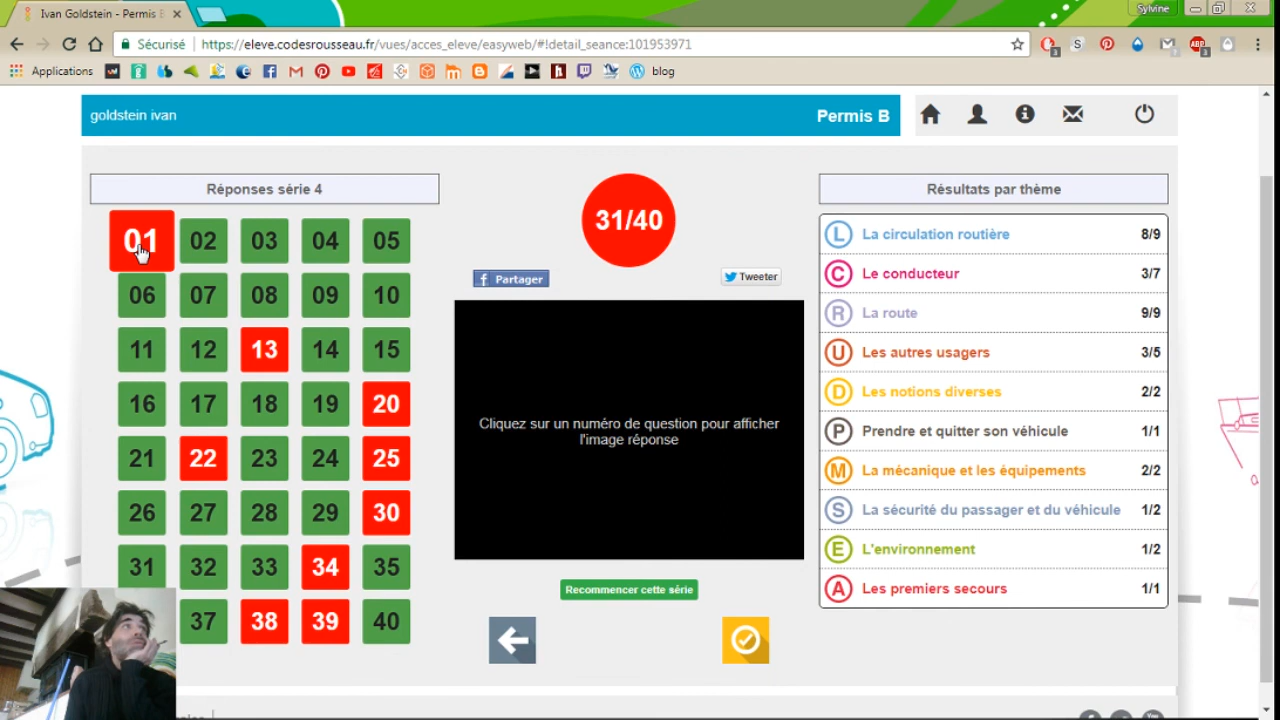 Ivan Goldstein - Permis B
Sylvine
Sécurisé
https://eleve.codesrousseau.fr/vues/acces_eleve/easyweb/#!detail_seance:101953971
Applications
blog
goldstein ivan
Permis B
Réponses série 4
01 02 03 04 05
06 07 08 09 10
11 12 13 14 15
16 17 18 19 20
21 22 23 24 25
26 27 28 29 30
31 32 33 34 35
37 38 39 40
31/40
Partager
Tweeter
Cliquez sur un numéro de question pour afficher
l'image réponse
Recommencer cette série
Résultats par thème
L La circulation routière 8/9
C Le conducteur 3/7
R La route 9/9
U Les autres usagers 3/5
D Les notions diverses 2/2
P Prendre et quitter son véhicule 1/1
M La mécanique et les équipements 2/2
S La sécurité du passager et du véhicule 1/2
E L'environnement 1/2
A Les premiers secours 1/1